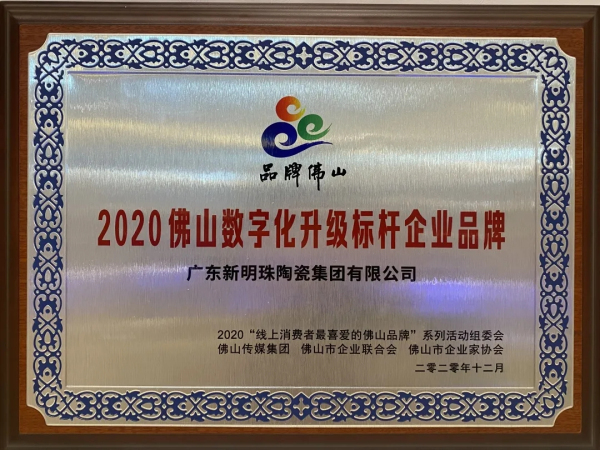 品牌佛山
2020佛山数字化升级标杆企业品牌
广东新明珠陶瓷集团有限公司
2020“线上消费者最喜爱的佛山品牌”系列活动组委会
佛山传媒集团 佛山市企业联合会 佛山市企业家协会
二零二零年十二月